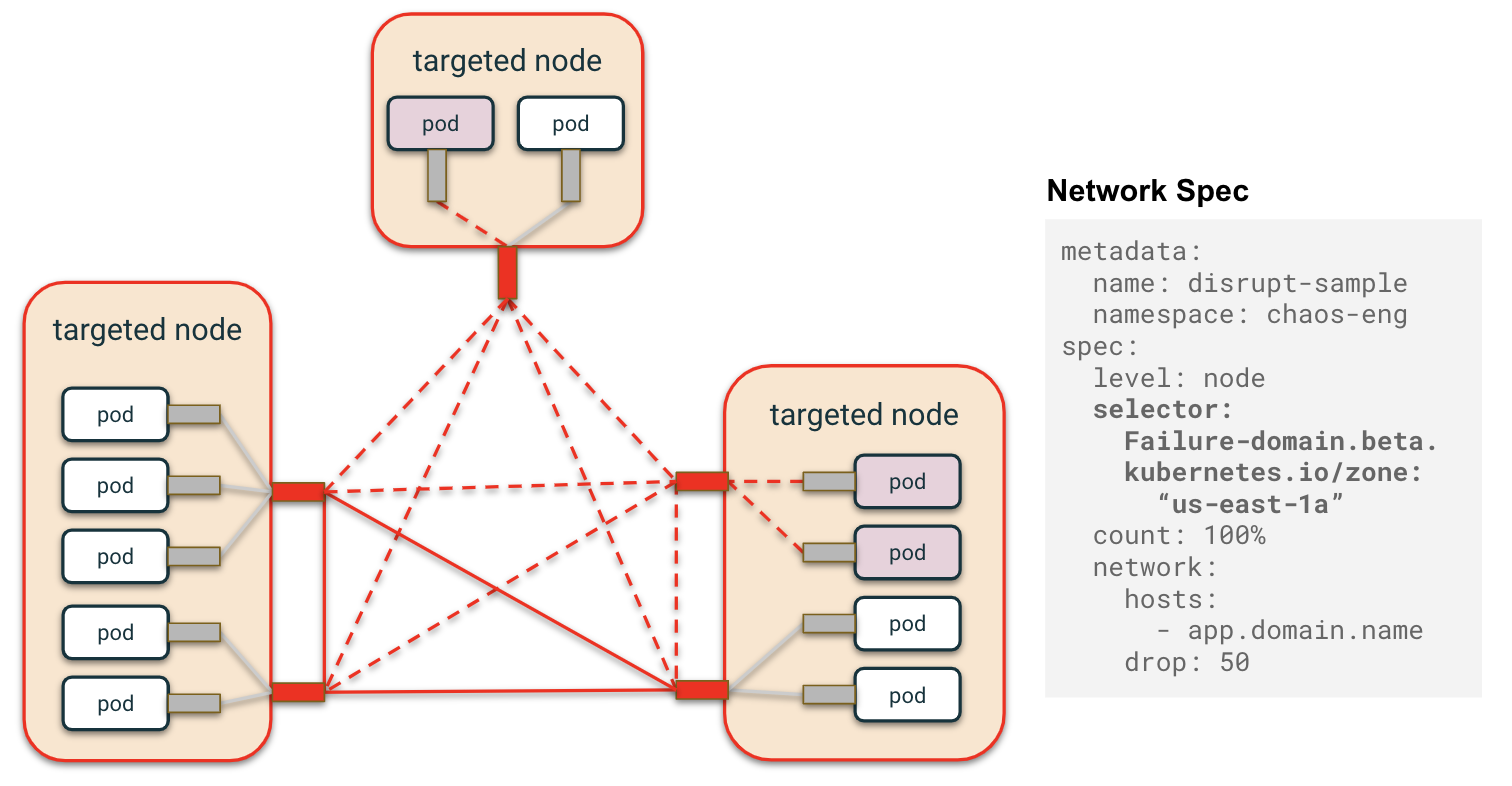 targeted node
pod pod
targeted node
pod
pod
pod
pod
pod
targeted node
pod
pod
pod
pod
Network Spec
metadata:
  name: disrupt-sample
  namespace: chaos-eng
spec:
  level: node
  selector:
    Failure-domain.beta.
    kubernetes.io/zone:
      “us-east-1a”
  count: 100%
  network:
    hosts:
      - app.domain.name
    drop: 50